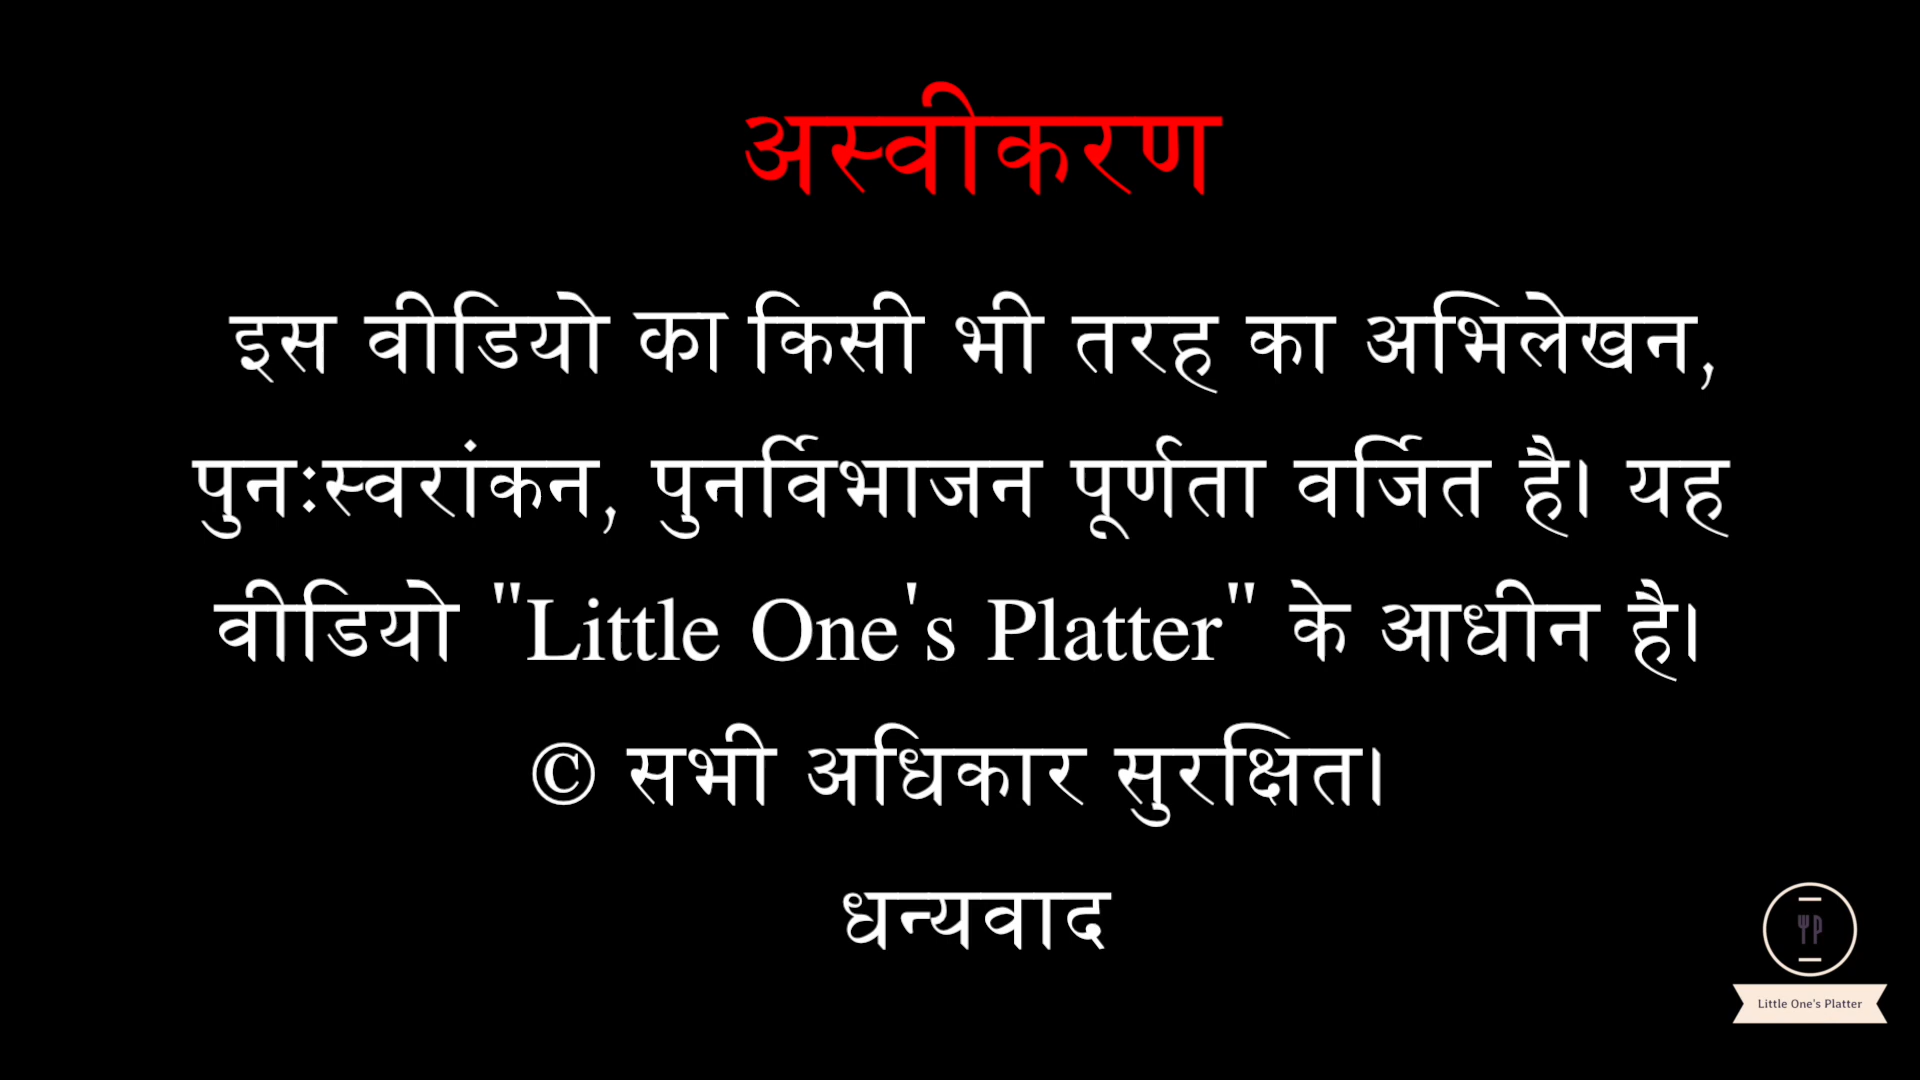 अस्वीकरण
इस वीडियो का किसी भी तरह का अभिलेखन,
पुनःस्वरांकन, पुनर्विभाजन पूर्णता वर्जित है। यह
वीडियो "Little One's Platter" के आधीन है।
© सभी अधिकार सुरक्षित।
धन्यवाद
Little One's Platter